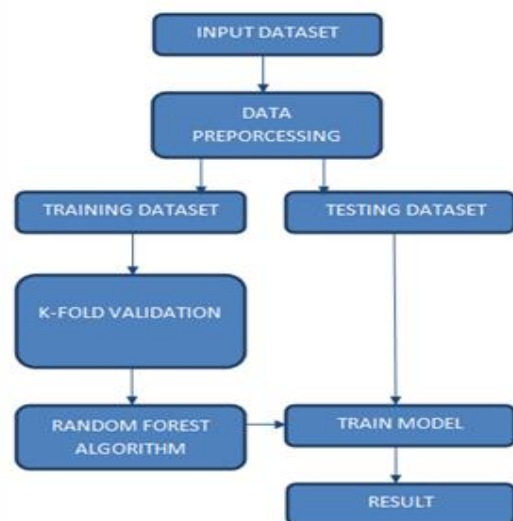 INPUT DATASET
DATA
PREPORCESSING
TRAINING DATASET
TESTING DATASET
K-FOLD VALIDATION
RANDOM FOREST
ALGORITHM
TRAIN MODEL
RESULT